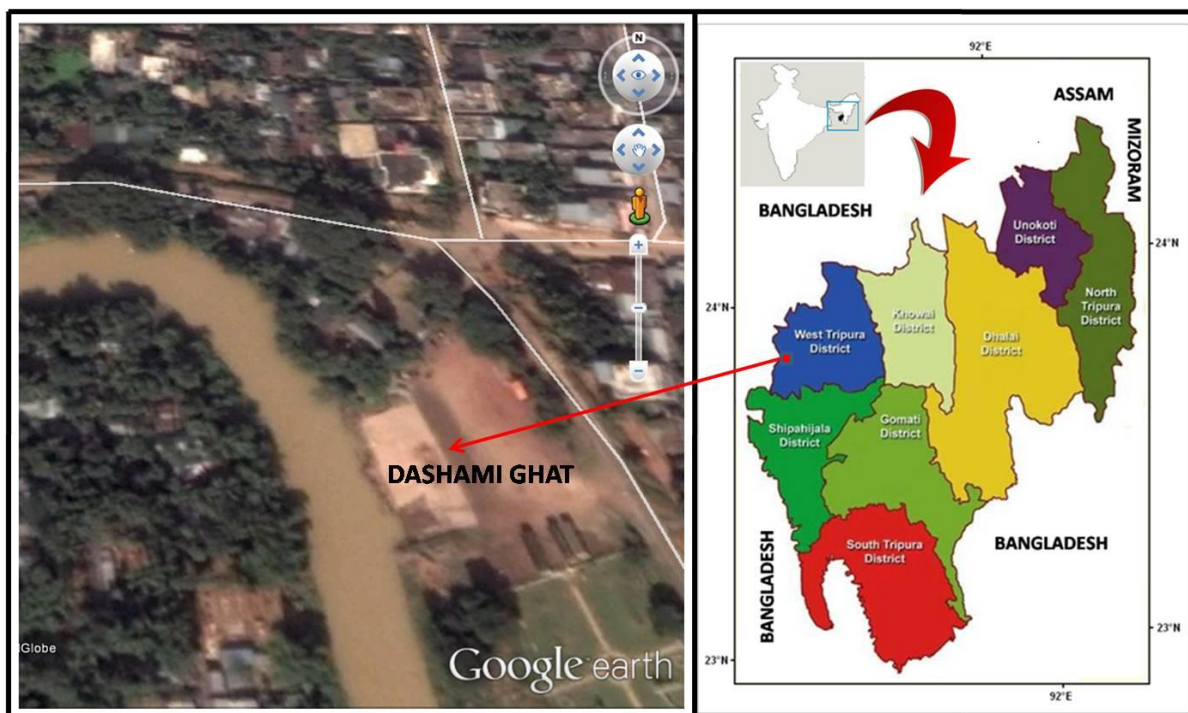 N
DASHAMI GHAT
Globe
Google earth
92°E
ASSAM
MIZORAM
BANGLADESH
Unokoti
District
24°N
24°N
North
Tripura
District
Khowai
District
West Tripura
District
Dhalai
District
Gomati
District
Shipahijala
District
BANGLADESH
South Tripura
District
BANGLADESH
23°N
23°N
92°E